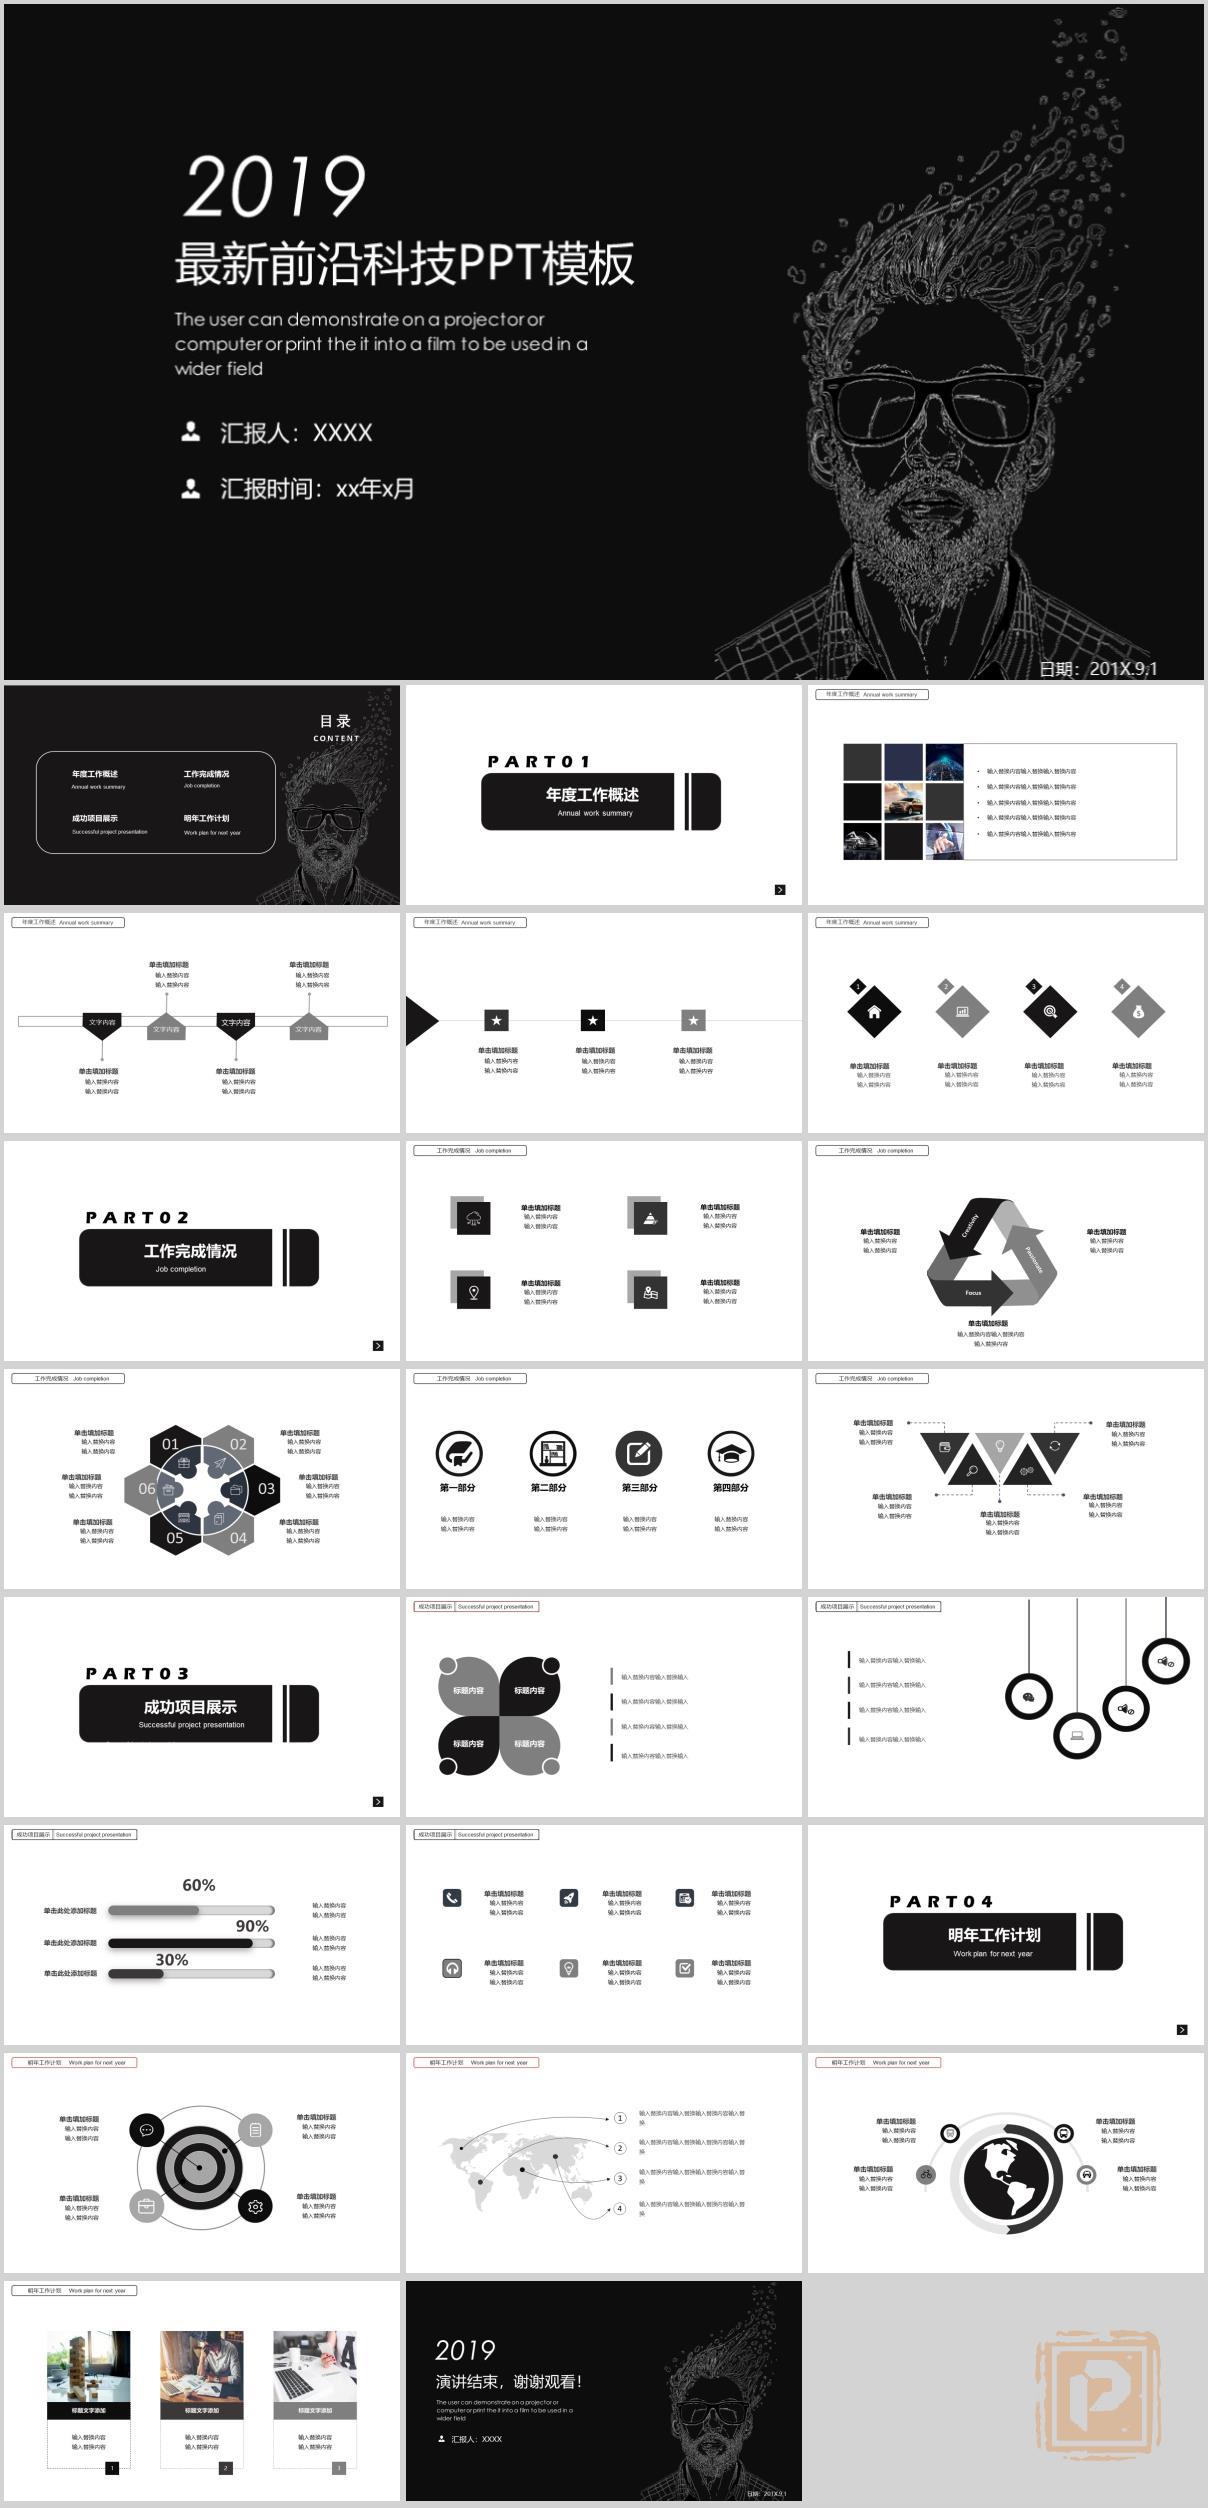 2019
最新前沿科技PPT模板
The user can demonstrate on a projector or
computer or print the it into a film to be used in a
wider field
汇报人：XXXX
汇报时间：xx年x月
日期：201X.9.1
目录
CONTENT
年度工作概述
Annual work summary
工作完成情况
Job completion
成功项目展示
Successful project presentation
明年工作计划
Work plan for next year
PART01
年度工作概述
Annual work summary
年度工作概述 Annual work summary
• 输入替换内容输入替换输入替换内容
• 输入替换内容输入替换输入替换内容
• 输入替换内容输入替换输入替换内容
• 输入替换内容输入替换输入替换内容
• 输入替换内容输入替换输入替换内容
年度工作概述 Annual work summary
单击填加标题
输入替换内容
输入替换内容
单击填加标题
输入替换内容
输入替换内容
文字内容
文字内容
文字内容
文字内容
单击填加标题
输入替换内容
输入替换内容
单击填加标题
输入替换内容
输入替换内容
年度工作概述 Annual work summary
单击填加标题
输入替换内容
输入替换内容
单击填加标题
输入替换内容
输入替换内容
单击填加标题
输入替换内容
输入替换内容
年度工作概述 Annual work summary
1
2
3
4
单击填加标题
输入替换内容
输入替换内容
单击填加标题
输入替换内容
输入替换内容
单击填加标题
输入替换内容
输入替换内容
单击填加标题
输入替换内容
输入替换内容
PART02
工作完成情况
Job completion
工作完成情况 Job completion
单击填加标题
输入替换内容
输入替换内容
单击填加标题
输入替换内容
输入替换内容
单击填加标题
输入替换内容
输入替换内容
单击填加标题
输入替换内容
输入替换内容
工作完成情况 Job completion
单击填加标题
输入替换内容
输入替换内容
Creativity
Passionate
Focus
单击填加标题
输入替换内容
输入替换内容
单击填加标题
输入替换内容输入替换内容
输入替换内容
工作完成情况 Job completion
单击填加标题
输入替换内容
输入替换内容
单击填加标题
输入替换内容
输入替换内容
单击填加标题
输入替换内容
输入替换内容
01
02
03
04
05
06
单击填加标题
输入替换内容
输入替换内容
单击填加标题
输入替换内容
输入替换内容
单击填加标题
输入替换内容
输入替换内容
工作完成情况 Job completion
第一部分
第二部分
第三部分
第四部分
输入替换内容
输入替换内容
输入替换内容
输入替换内容
输入替换内容
输入替换内容
输入替换内容
输入替换内容
工作完成情况 Job completion
单击填加标题
输入替换内容
输入替换内容
单击填加标题
输入替换内容
输入替换内容
单击填加标题
输入替换内容
输入替换内容
单击填加标题
输入替换内容
输入替换内容
单击填加标题
输入替换内容
输入替换内容
PART03
成功项目展示
Successful project presentation
成功项目展示 Successful project presentation
标题内容
标题内容
标题内容
标题内容
输入替换内容输入替换输入
输入替换内容输入替换输入
输入替换内容输入替换输入
输入替换内容输入替换输入
成功项目展示 Successful project presentation
输入替换内容输入替换输入
输入替换内容输入替换输入
输入替换内容输入替换输入
输入替换内容输入替换输入
成功项目展示 Successful project presentation
60%
单击此处添加标题
输入替换内容
输入替换内容
90%
单击此处添加标题
输入替换内容
输入替换内容
30%
单击此处添加标题
输入替换内容
输入替换内容
成功项目展示 Successful project presentation
单击填加标题
输入替换内容
输入替换内容
单击填加标题
输入替换内容
输入替换内容
单击填加标题
输入替换内容
输入替换内容
单击填加标题
输入替换内容
输入替换内容
单击填加标题
输入替换内容
输入替换内容
单击填加标题
输入替换内容
输入替换内容
PART04
明年工作计划
Work plan for next year
明年工作计划 Work plan for next year
单击填加标题
输入替换内容
输入替换内容
单击填加标题
输入替换内容
输入替换内容
单击填加标题
输入替换内容
输入替换内容
单击填加标题
输入替换内容
输入替换内容
明年工作计划 Work plan for next year
1
输入替换内容输入替换输入替换内容输入替
换
2
输入替换内容输入替换输入替换内容输入替
换
3
输入替换内容输入替换输入替换内容输入替
换
4
输入替换内容输入替换输入替换内容输入替
换
明年工作计划 Work plan for next year
单击填加标题
输入替换内容
输入替换内容
单击填加标题
输入替换内容
输入替换内容
单击填加标题
输入替换内容
输入替换内容
单击填加标题
输入替换内容
输入替换内容
明年工作计划 Work plan for next year
标题文字添加
输入替换内容
输入替换内容
1
标题文字添加
输入替换内容
输入替换内容
2
标题文字添加
输入替换内容
输入替换内容
3
2019
演讲结束，谢谢观看！
The user can demonstrate on a projector or
computer or print the it into a film to be used in a
wider field
汇报人：XXXX
日期：201X.9.1